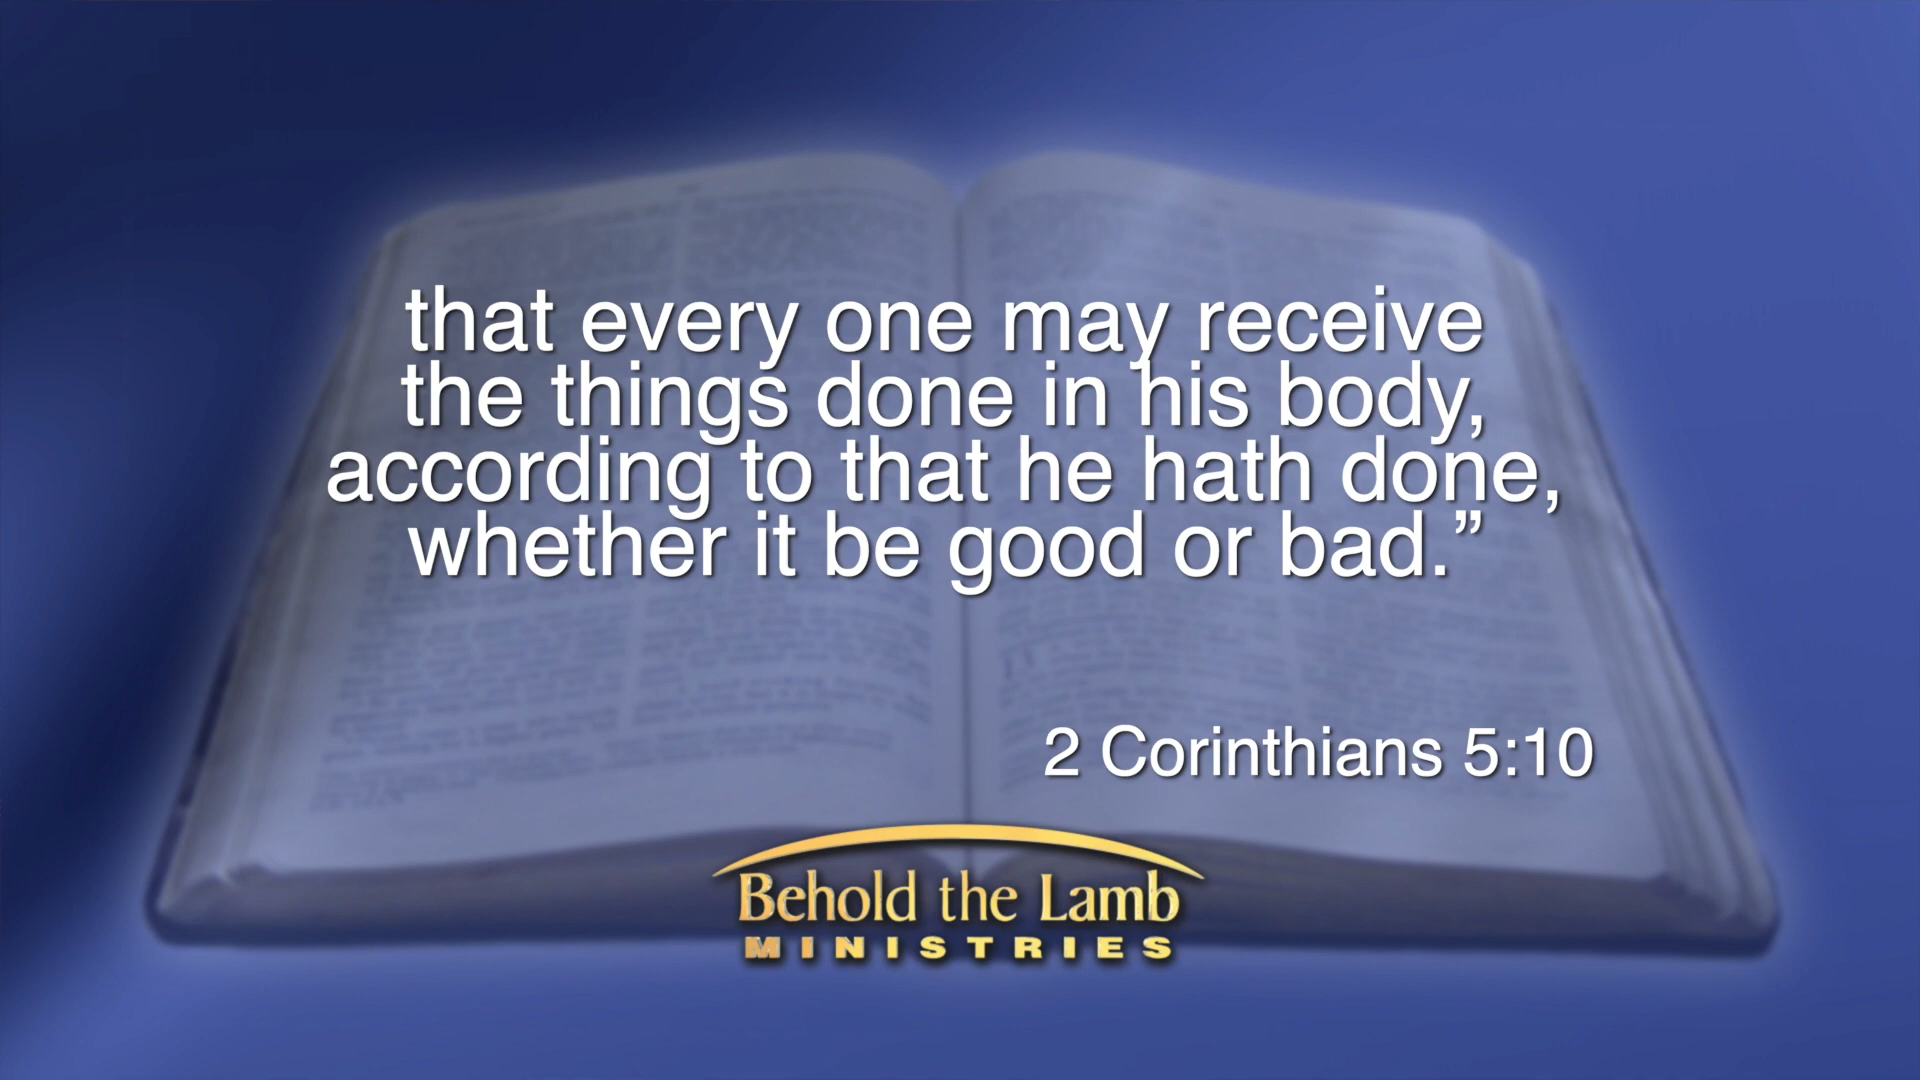 that every one may receive
the things done in his body,
according to that he hath done,
whether it be good or bad.”
2 Corinthians 5:10
Behold the Lamb
MINISTRIES